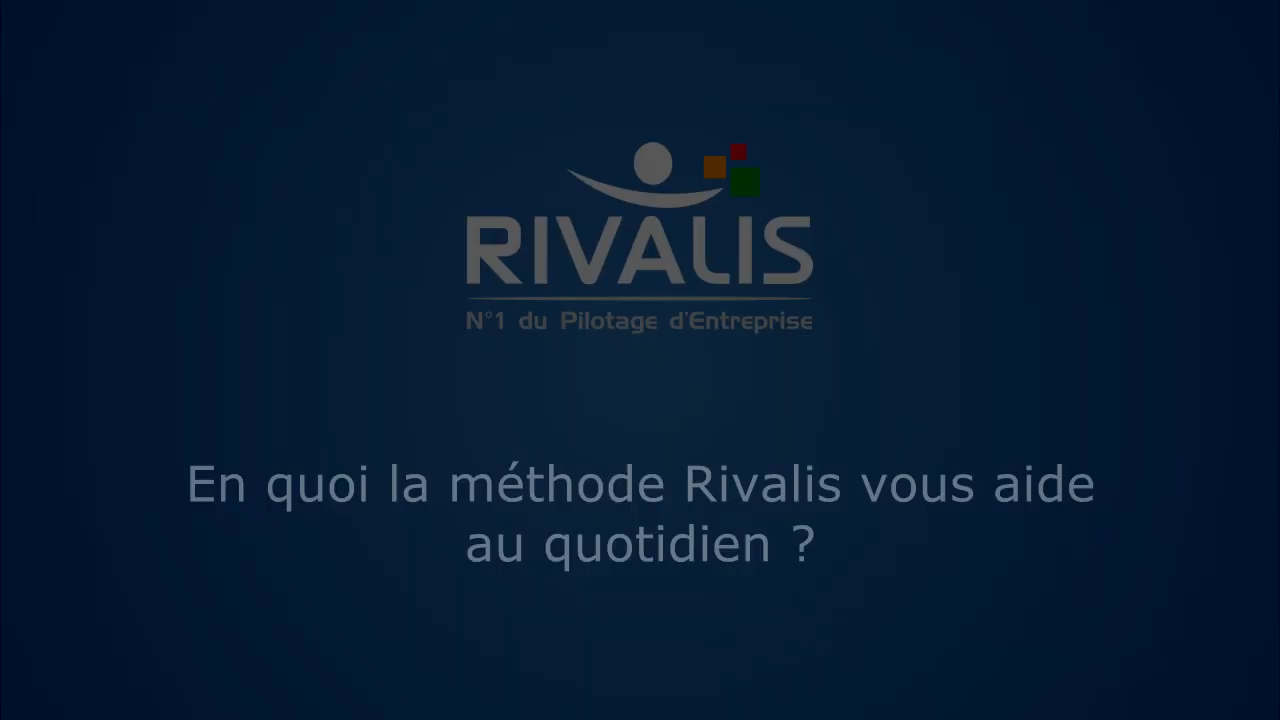 RIVALIS
N°1 du Pilotage d'Entreprise
En quoi la méthode Rivalis vous aide
au quotidien ?